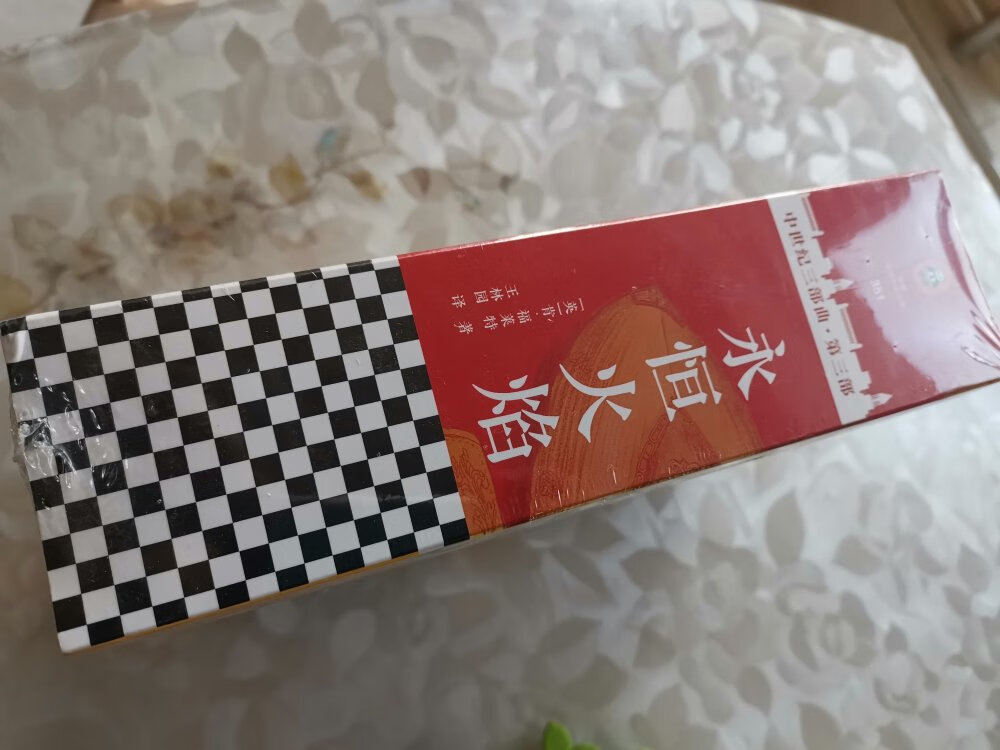 中世纪三部曲·第三部
永恒火焰
[英]肯·福莱特 著
王林园 译